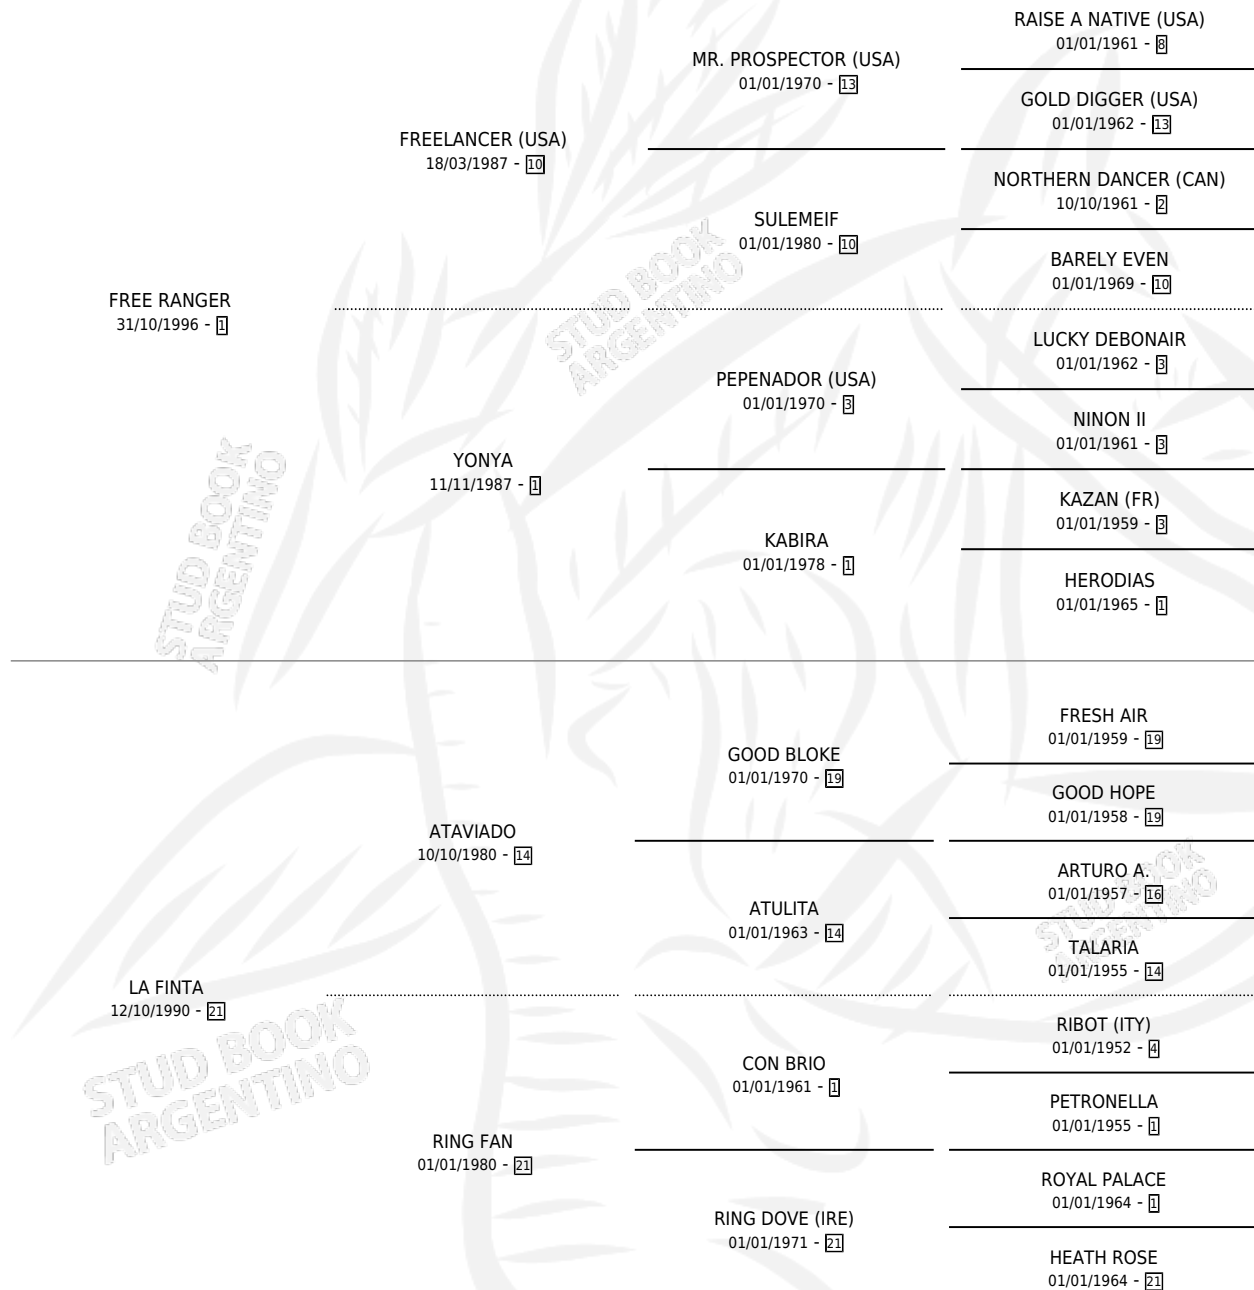 RAISE A NATIVE (USA)
01/01/1961 - 8
MR. PROSPECTOR (USA)
01/01/1970 - 13
GOLD DIGGER (USA)
01/01/1962 - 13
FREELANCER (USA)
18/03/1987 - 10
NORTHERN DANCER (CAN)
10/10/1961 - 2
SULEMEIF
01/01/1980 - 10
BARELY EVEN
01/01/1969 - 10
FREE RANGER
31/10/1996 - 1
LUCKY DEBONAIR
01/01/1962 - 3
PEPENADOR (USA)
01/01/1970 - 3
NINON II
01/01/1961 - 3
YONYA
11/11/1987 - 1
KAZAN (FR)
01/01/1959 - 3
KABIRA
01/01/1978 - 1
HERODIAS
01/01/1965 - 1
FRESH AIR
01/01/1959 - 19
GOOD BLOKE
01/01/1970 - 19
GOOD HOPE
01/01/1958 - 19
ATAVIADO
10/10/1980 - 14
ARTURO A.
01/01/1957 - 16
ATULITA
01/01/1963 - 14
TALARIA
01/01/1955 - 14
LA FINTA
12/10/1990 - 21
RIBOT (ITY)
01/01/1952 - 4
CON BRIO
01/01/1961 - 1
PETRONELLA
01/01/1955 - 1
RING FAN
01/01/1980 - 21
ROYAL PALACE
01/01/1964 - 1
RING DOVE (IRE)
01/01/1971 - 21
HEATH ROSE
01/01/1964 - 21
STUD BOOK
ARGENTINO
STUD BOOK
ARGENTINO
STUD BOOK
ARGENTINO
STUD BOOK
ARGENTINO